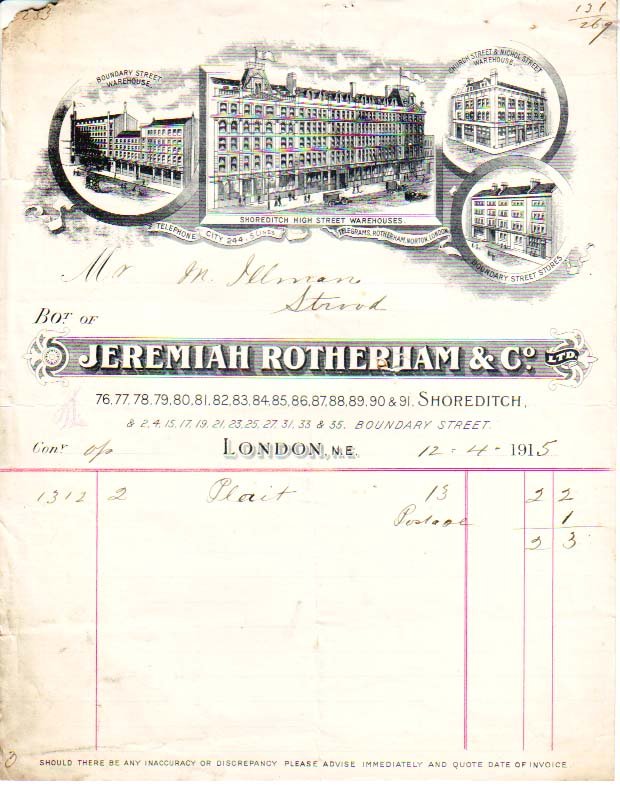 283
131
269
BOUNDARY STREET
WAREHOUSE.
CHURCH STREET & NICHOL STREET
WAREHOUSE.
SHOREDITCH HIGH STREET WAREHOUSES.
BOUNDARY STREET STORES
TELEPHONE CITY 244. 5 LINES
TELEGRAMS, ROTHERHAM, NORTON, LONDON
Mr M. Illman
Strood
BOT OF
JEREMIAH ROTHERHAM & Co. LTD.
76,77,78,79,80,81,82,83,84,85,86,87,88,89,90 & 91. SHOREDITCH,
& 2,4,15,17,19,21,23,25,27,31,33 & 35. BOUNDARY STREET.
Conr o/p LONDON, N.E. 12 - 4 - 1915
1312 2 Plait 13 2 2
Postage 1
2 3
SHOULD THERE BE ANY INACCURACY OR DISCREPANCY PLEASE ADVISE IMMEDIATELY AND QUOTE DATE OF INVOICE